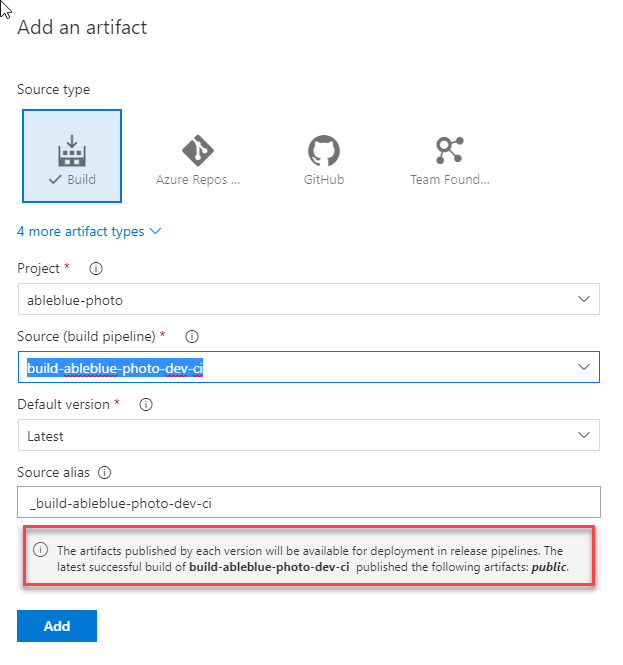 Add an artifact
Source type
Build
Azure Repos ...
GitHub
Team Found...
4 more artifact types
Project *
ableblue-photo
Source (build pipeline) *
build-ableblue-photo-dev-ci
Default version *
Latest
Source alias
_build-ableblue-photo-dev-ci
The artifacts published by each version will be available for deployment in release pipelines. The
latest successful build of build-ableblue-photo-dev-ci published the following artifacts: public.
Add